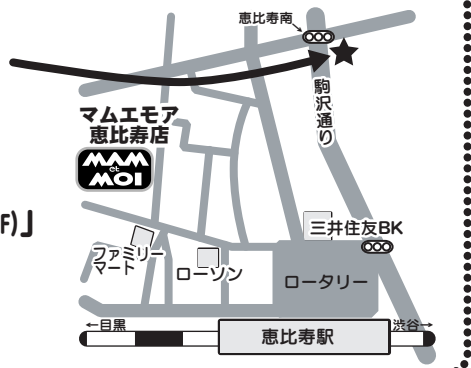 恵比寿南
駒沢通り
マムエモア
恵比寿店
MAM
et
MOI
F)」
三井住友BK
ファミリー
マート
ローソン
ロータリー
←目黒
渋谷→
恵比寿駅